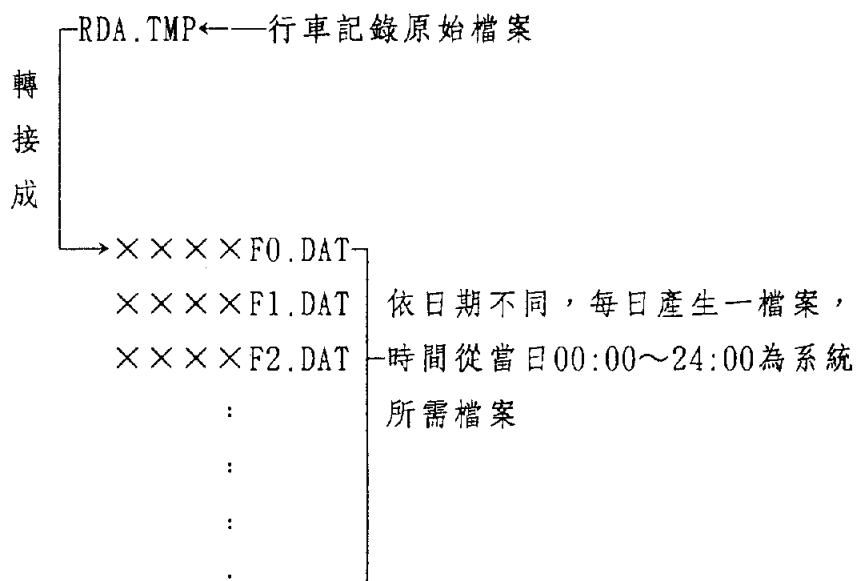 RDA.TMP←——行車記錄原始檔案
轉
接
成
××××F0.DAT
××××F1.DAT 依日期不同，每日產生一檔案，
××××F2.DAT 時間從當日00:00～24:00為系統
: 所需檔案
:
:
.